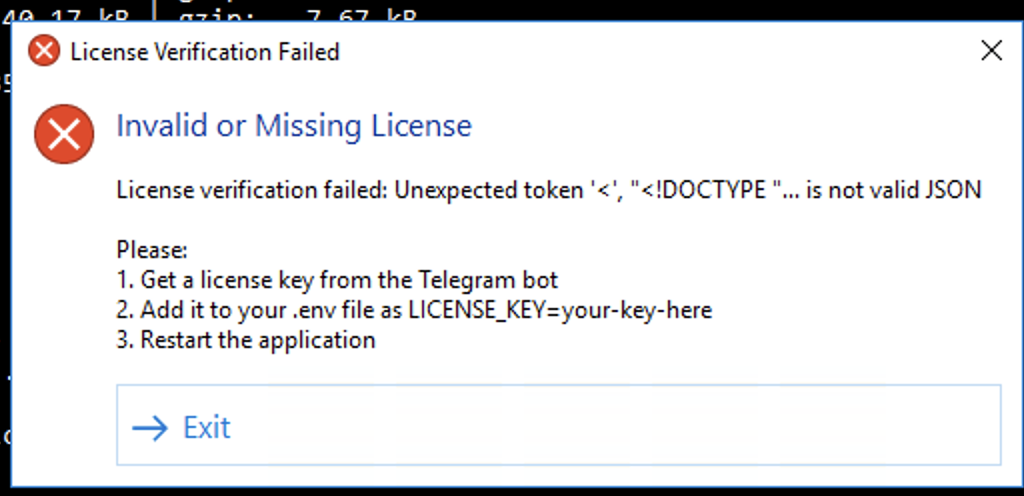 40.17 kB │ gzip: 7.67 kB
License Verification Failed
Invalid or Missing License
License verification failed: Unexpected token '<', "<!DOCTYPE "... is not valid JSON
Please:
1. Get a license key from the Telegram bot
2. Add it to your .env file as LICENSE_KEY=your-key-here
3. Restart the application
Exit